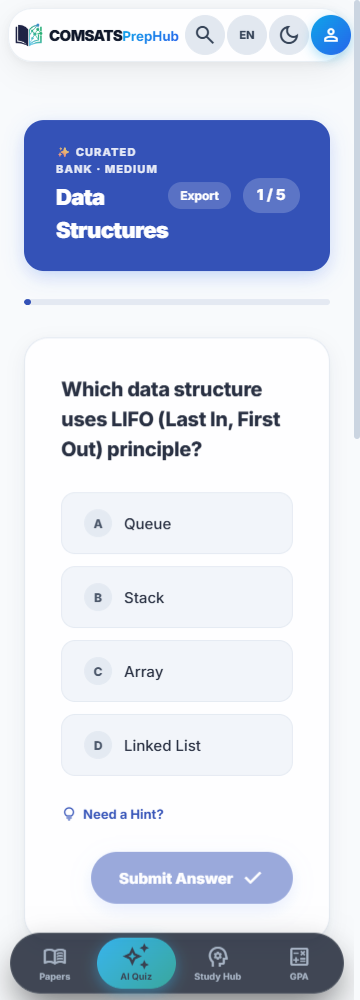 COMSATSPrepHub
EN
✨ CURATED
BANK · MEDIUM
Data
Structures
Export
1 / 5
Which data structure
uses LIFO (Last In, First
Out) principle?
A Queue
B Stack
C Array
D Linked List
Need a Hint?
Submit Answer
Papers
AI Quiz
Study Hub
GPA